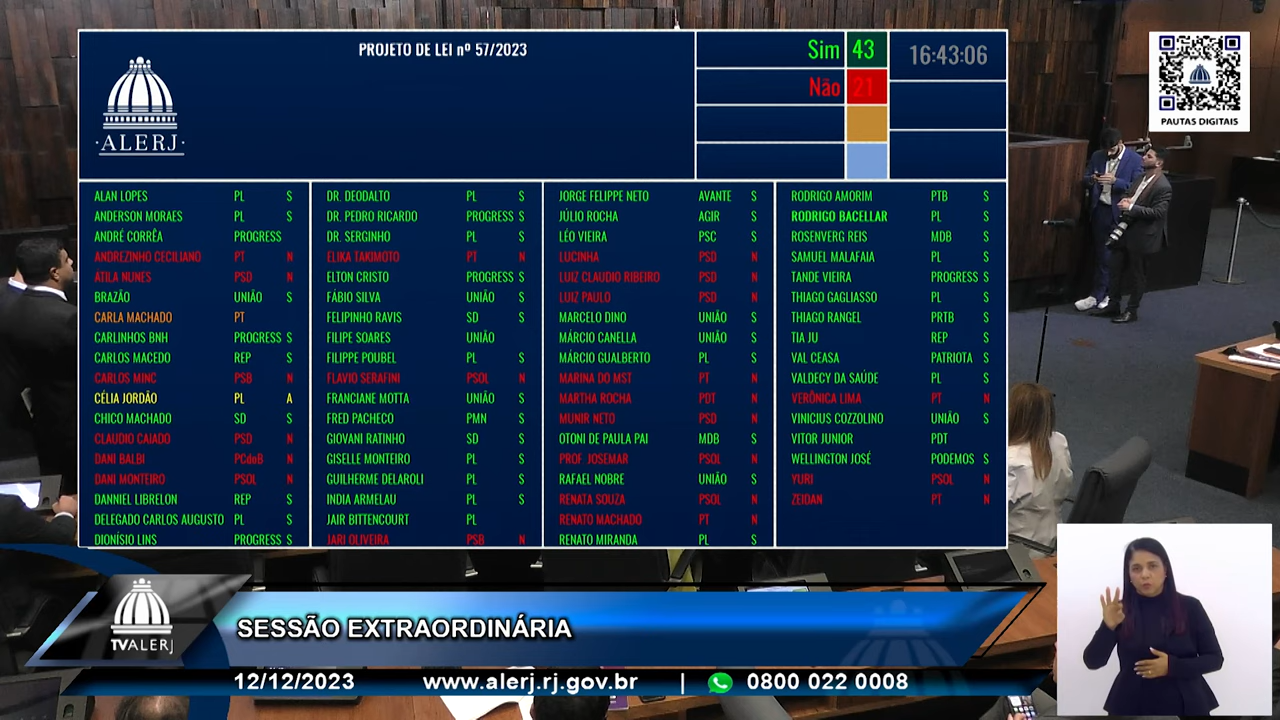 PROJETO DE LEI nº 57/2023
Sim 43
Não 21
16:43:06
·ALERJ·
PAUTAS DIGITAIS
ALAN LOPES PL S
ANDERSON MORAES PL S
ANDRÉ CORRÊA PROGRESS
ANDREZINHO CECILIANO PT N
ÁTILA NUNES PSD N
BRAZÃO UNIÃO S
CARLA MACHADO PT
CARLINHOS BNH PROGRESS S
CARLOS MACEDO REP S
CARLOS MINC PSB N
CÉLIA JORDÃO PL A
CHICO MACHADO SD S
CLAUDIO CAIADO PSD N
DANI BALBI PCdoB N
DANI MONTEIRO PSOL N
DANNIEL LIBRELON REP S
DELEGADO CARLOS AUGUSTO PL S
DIONÍSIO LINS PROGRESS S
DR. DEODALTO PL S
DR. PEDRO RICARDO PROGRESS S
DR. SERGINHO PL S
ELIKA TAKIMOTO PT N
ELTON CRISTO PROGRESS S
FÁBIO SILVA UNIÃO S
FELIPINHO RAVIS SD S
FILIPE SOARES UNIÃO
FILIPPE POUBEL PL S
FLAVIO SERAFINI PSOL N
FRANCIANE MOTTA UNIÃO S
FRED PACHECO PMN S
GIOVANI RATINHO SD S
GISELLE MONTEIRO PL S
GUILHERME DELAROLI PL S
INDIA ARMELAU PL S
JAIR BITTENCOURT PL
JARI OLIVEIRA PSB N
JORGE FELIPPE NETO AVANTE S
JÚLIO ROCHA AGIR S
LÉO VIEIRA PSC S
LUCINHA PSD N
LUIZ CLAUDIO RIBEIRO PSD N
LUIZ PAULO PSD N
MARCELO DINO UNIÃO S
MÁRCIO CANELLA UNIÃO S
MÁRCIO GUALBERTO PL S
MARINA DO MST PT N
MARTHA ROCHA PDT N
MUNIR NETO PSD N
OTONI DE PAULA PAI MDB S
PROF. JOSEMAR PSOL N
RAFAEL NOBRE UNIÃO S
RENATA SOUZA PSOL N
RENATO MACHADO PT N
RENATO MIRANDA PL S
RODRIGO AMORIM PTB S
RODRIGO BACELLAR PL S
ROSENVERG REIS MDB S
SAMUEL MALAFAIA PL S
TANDE VIEIRA PROGRESS S
THIAGO GAGLIASSO PL S
THIAGO RANGEL PRTB S
TIA JU REP S
VAL CEASA PATRIOTA S
VALDECY DA SAÚDE PL S
VERÔNICA LIMA PT N
VINICIUS COZZOLINO UNIÃO S
VITOR JUNIOR PDT
WELLINGTON JOSÉ PODEMOS S
YURI PSOL N
ZEIDAN PT N
TVALERJ
SESSÃO EXTRAORDINÁRIA
12/12/2023 www.alerj.rj.gov.br | 0800 022 0008